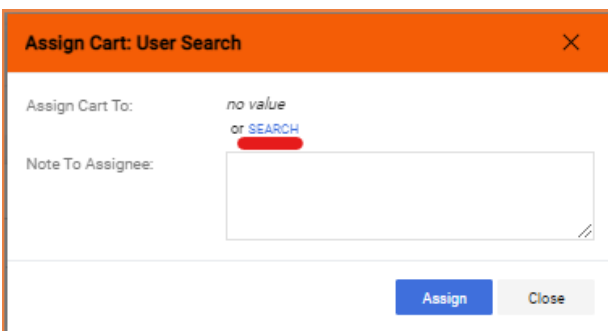 Assign Cart: User Search
Assign Cart To: no value
or SEARCH
Note To Assignee:
Assign Close